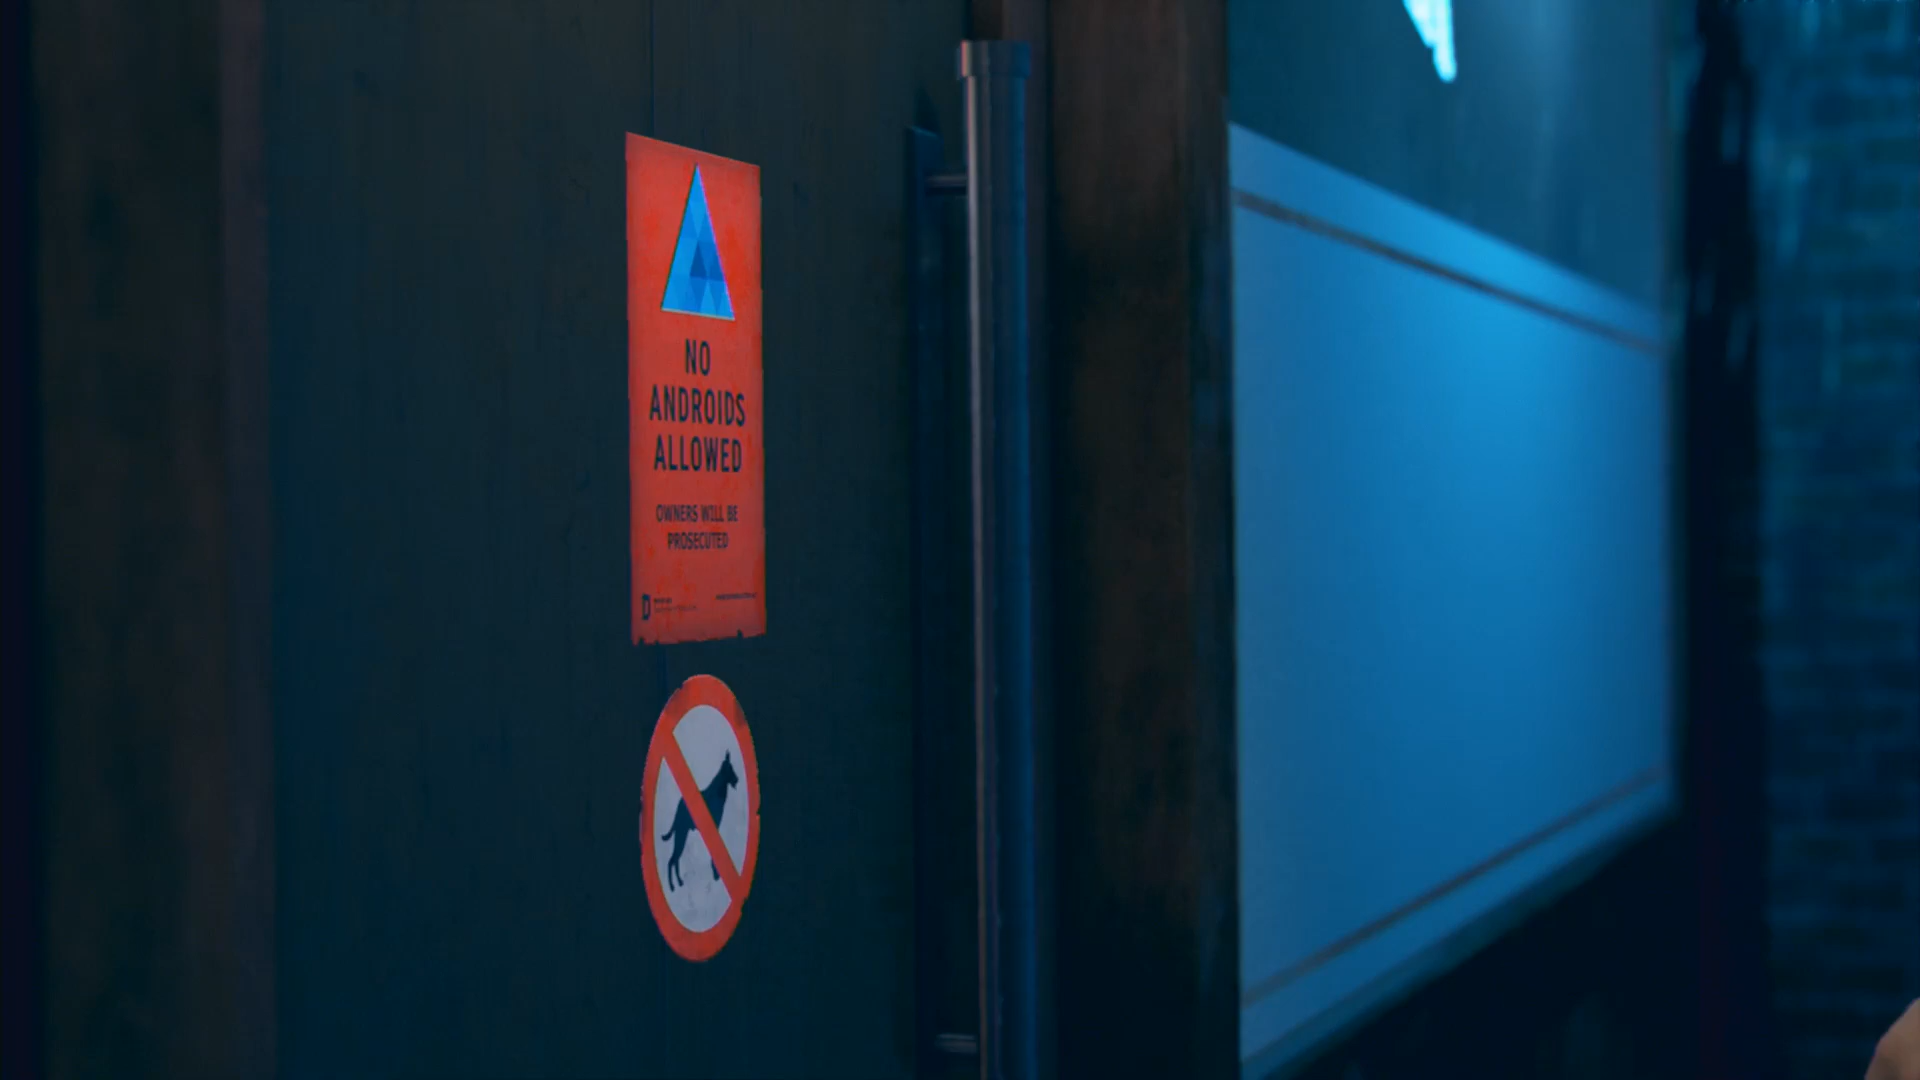 NO
ANDROIDS
ALLOWED
OWNERS WILL BE
PROSECUTED